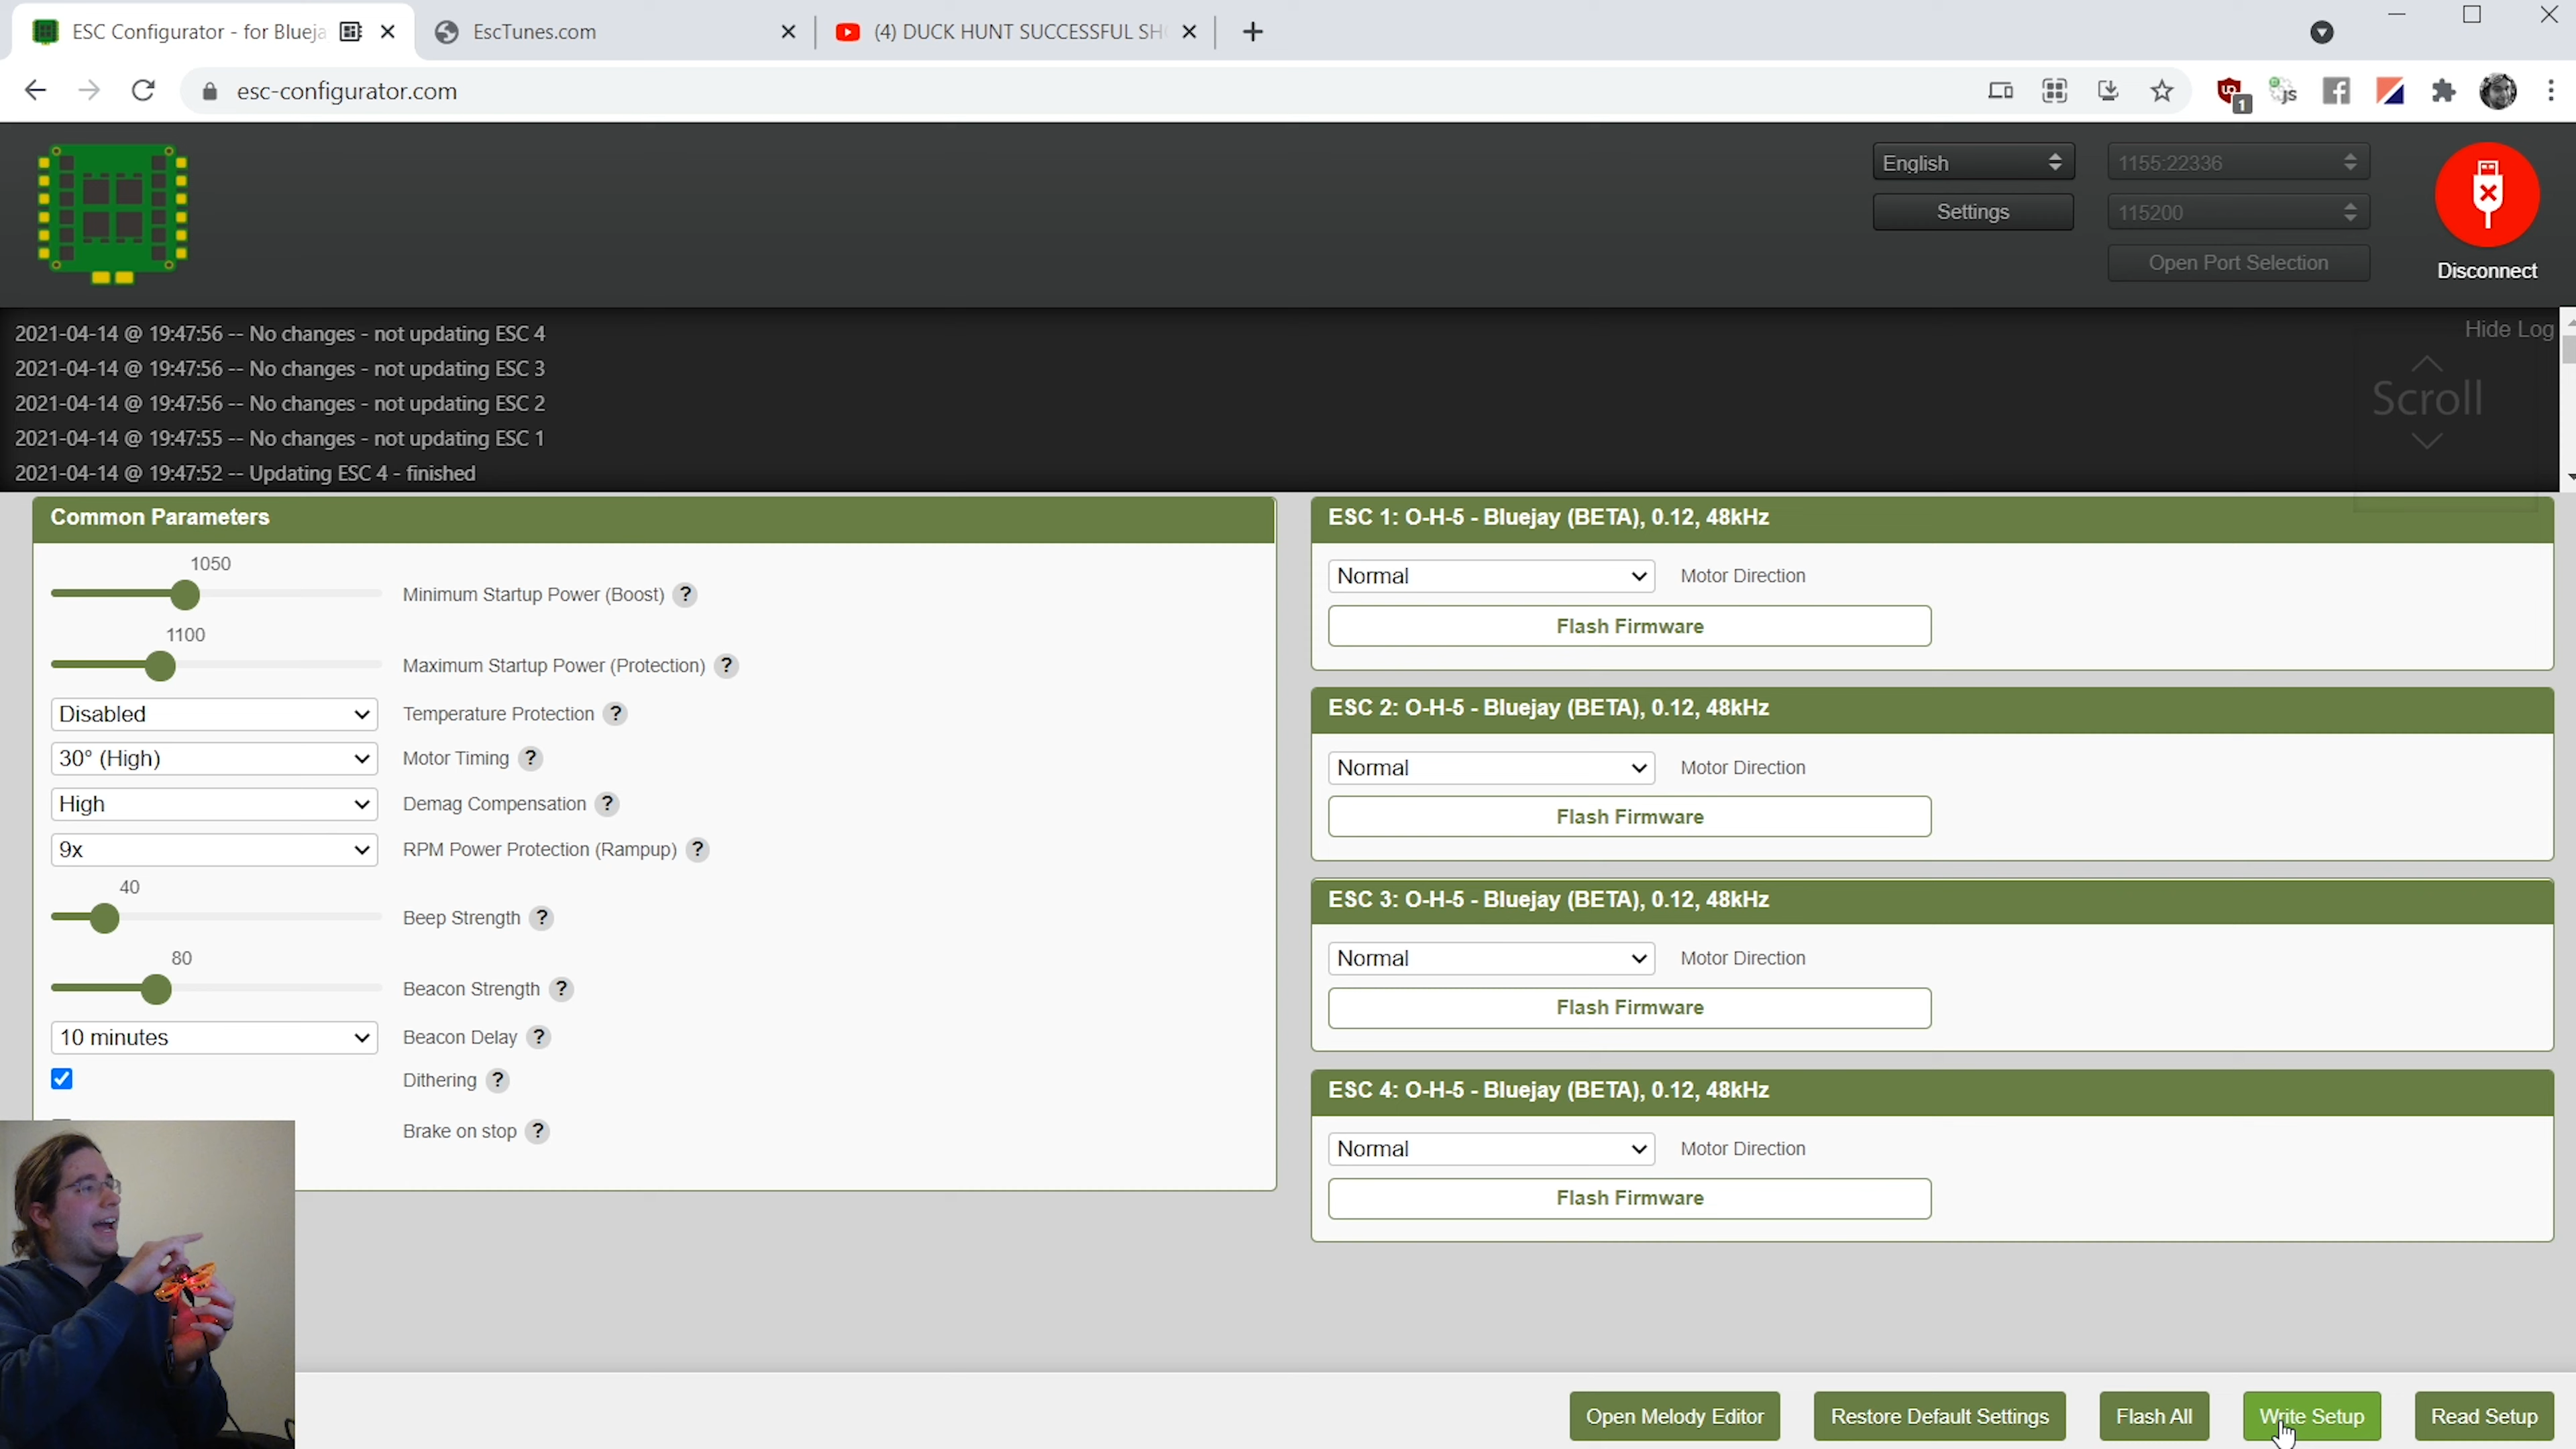 ESC Configurator - for Blueja
EscTunes.com
(4) DUCK HUNT SUCCESSFUL SH
esc-configurator.com
1
English
1155:22336
Settings
115200
Open Port Selection
Disconnect
2021-04-14 @ 19:47:56 -- No changes - not updating ESC 4
2021-04-14 @ 19:47:56 -- No changes - not updating ESC 3
2021-04-14 @ 19:47:56 -- No changes - not updating ESC 2
2021-04-14 @ 19:47:55 -- No changes - not updating ESC 1
2021-04-14 @ 19:47:52 -- Updating ESC 4 - finished
Hide Log
Scroll
Common Parameters
1050
Minimum Startup Power (Boost) ?
1100
Maximum Startup Power (Protection) ?
Disabled Temperature Protection ?
30° (High) Motor Timing ?
High Demag Compensation ?
9x RPM Power Protection (Rampup) ?
40
Beep Strength ?
80
Beacon Strength ?
10 minutes Beacon Delay ?
Dithering ?
Brake on stop ?
ESC 1: O-H-5 - Bluejay (BETA), 0.12, 48kHz
Normal Motor Direction
Flash Firmware
ESC 2: O-H-5 - Bluejay (BETA), 0.12, 48kHz
Normal Motor Direction
Flash Firmware
ESC 3: O-H-5 - Bluejay (BETA), 0.12, 48kHz
Normal Motor Direction
Flash Firmware
ESC 4: O-H-5 - Bluejay (BETA), 0.12, 48kHz
Normal Motor Direction
Flash Firmware
Open Melody Editor
Restore Default Settings
Flash All
Write Setup
Read Setup